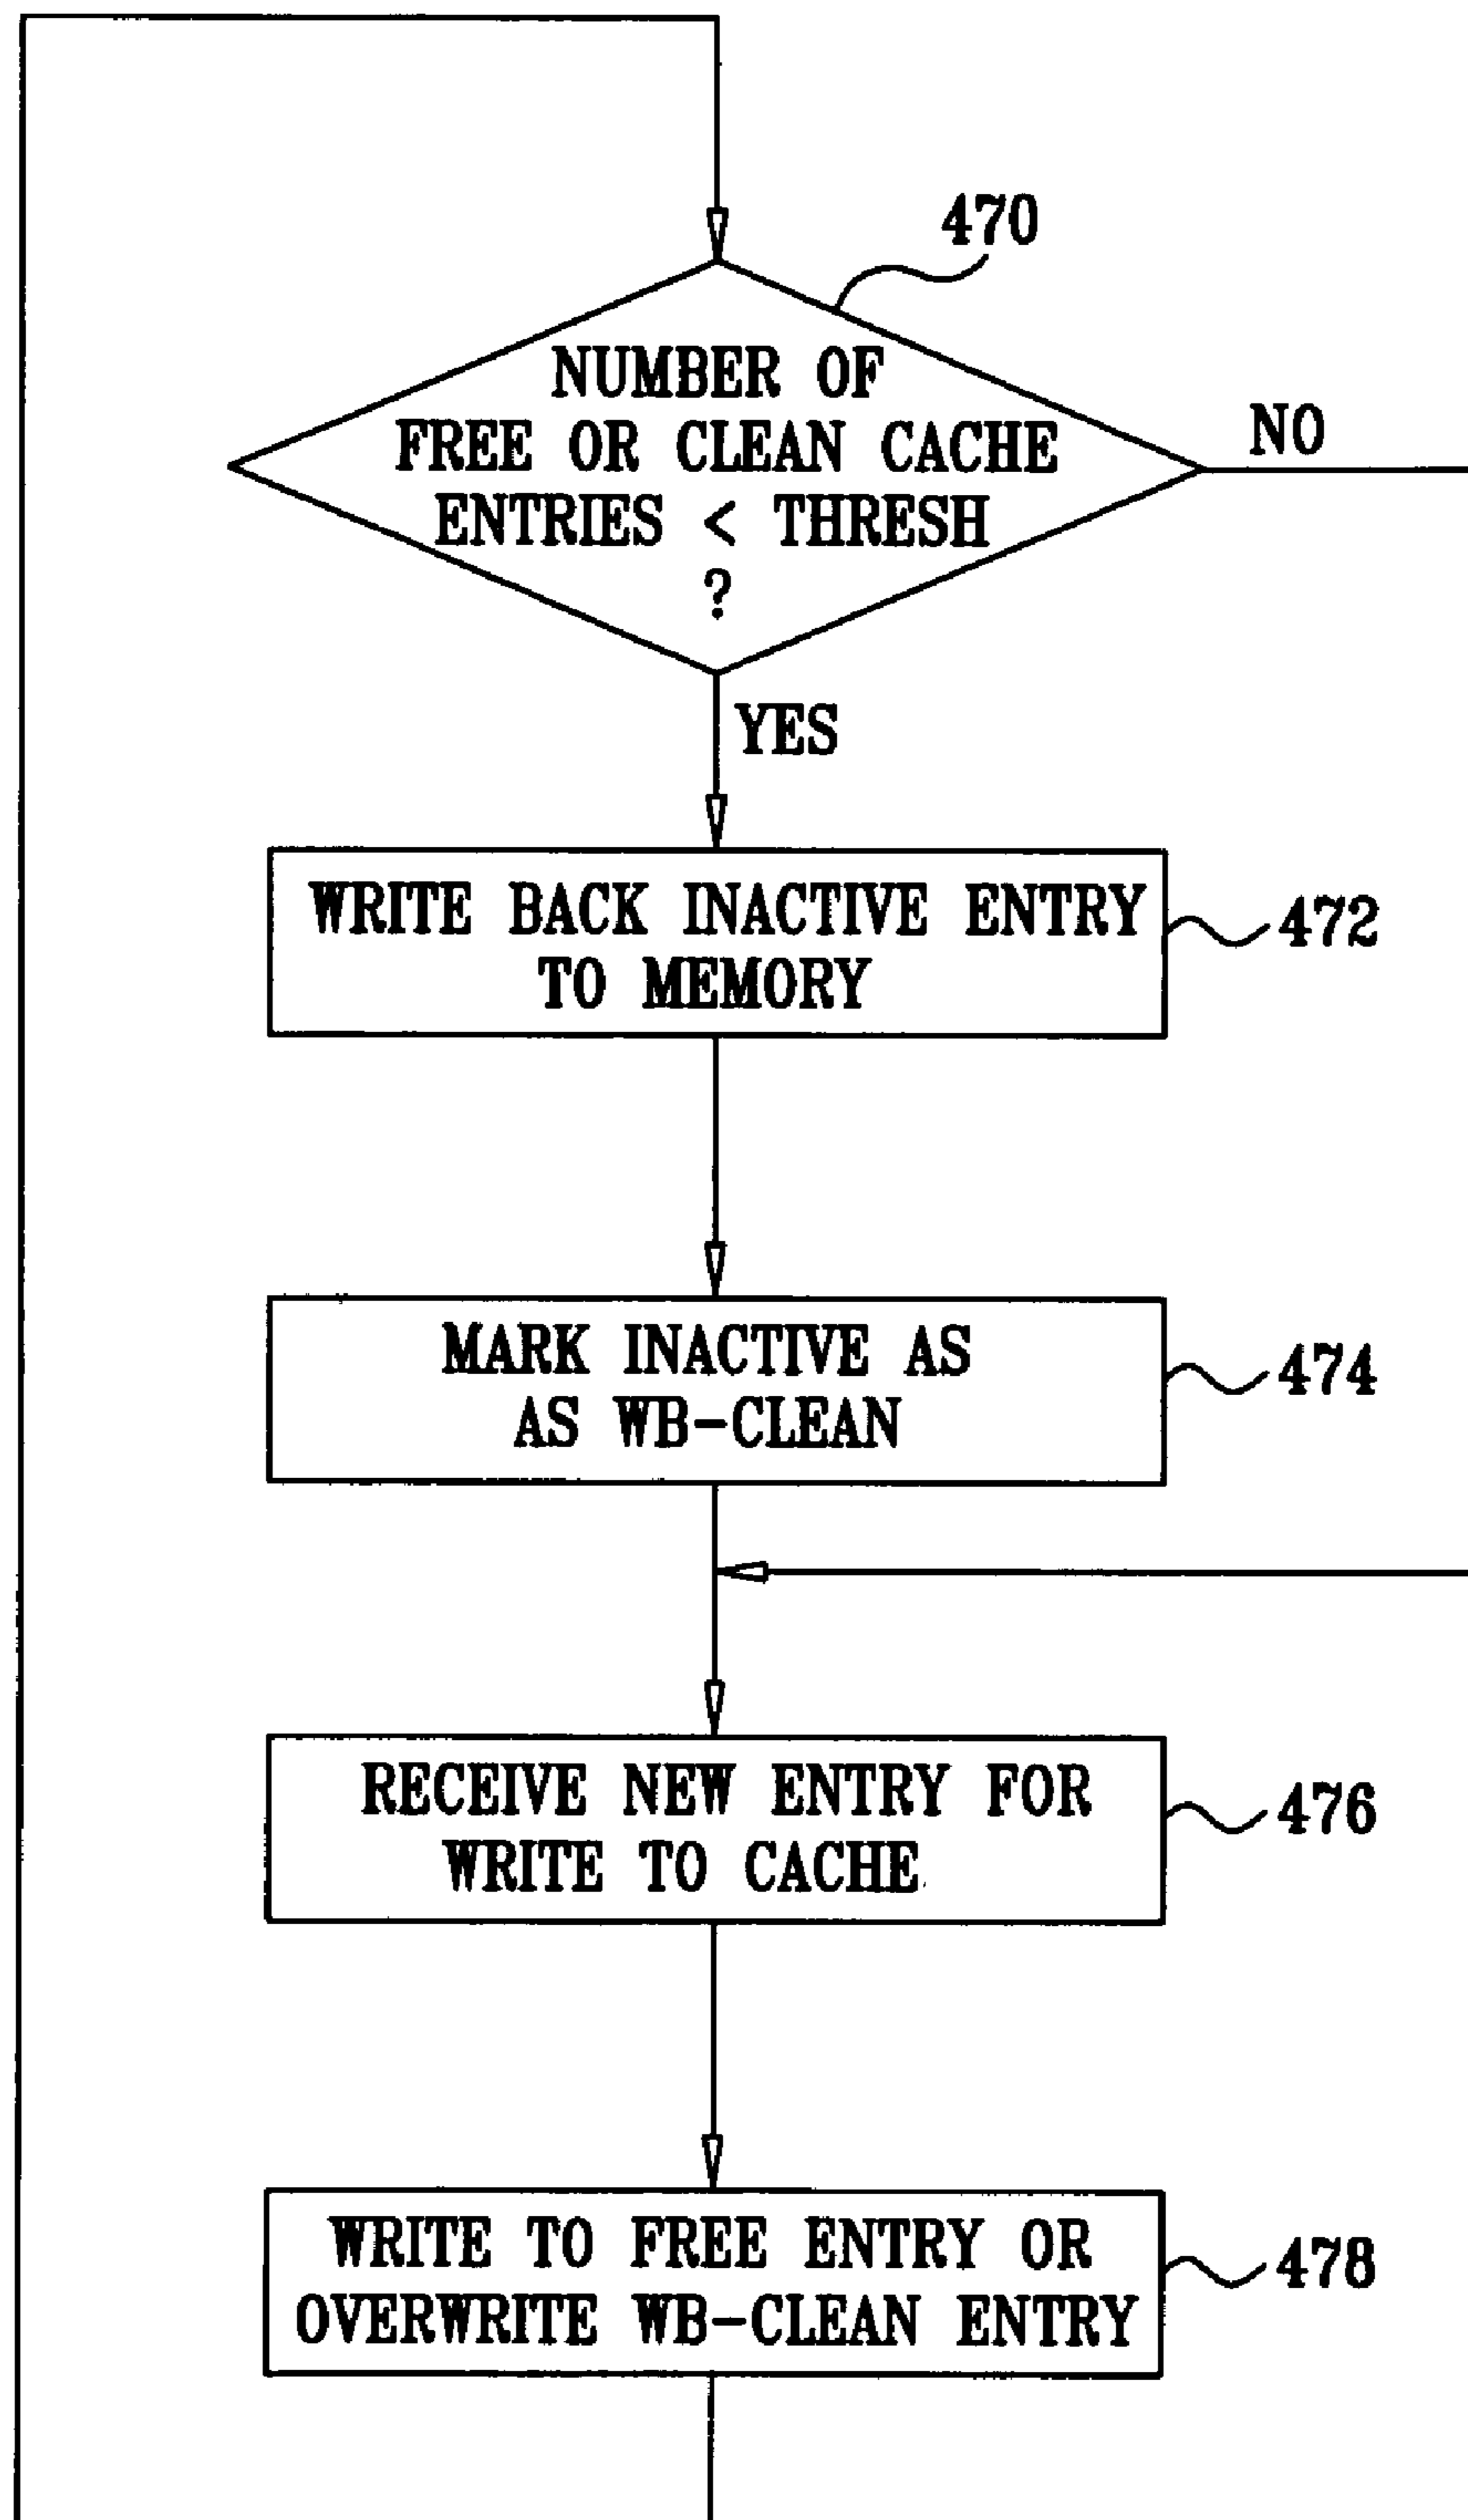 470
NUMBER OF
FREE OR CLEAN CACHE
ENTRIES < THRESH
?
NO
YES
WRITE BACK INACTIVE ENTRY
TO MEMORY
472
MARK INACTIVE AS
AS WB-CLEAN
474
RECEIVE NEW ENTRY FOR
WRITE TO CACHE
476
WRITE TO FREE ENTRY OR
OVERWRITE WB-CLEAN ENTRY
478